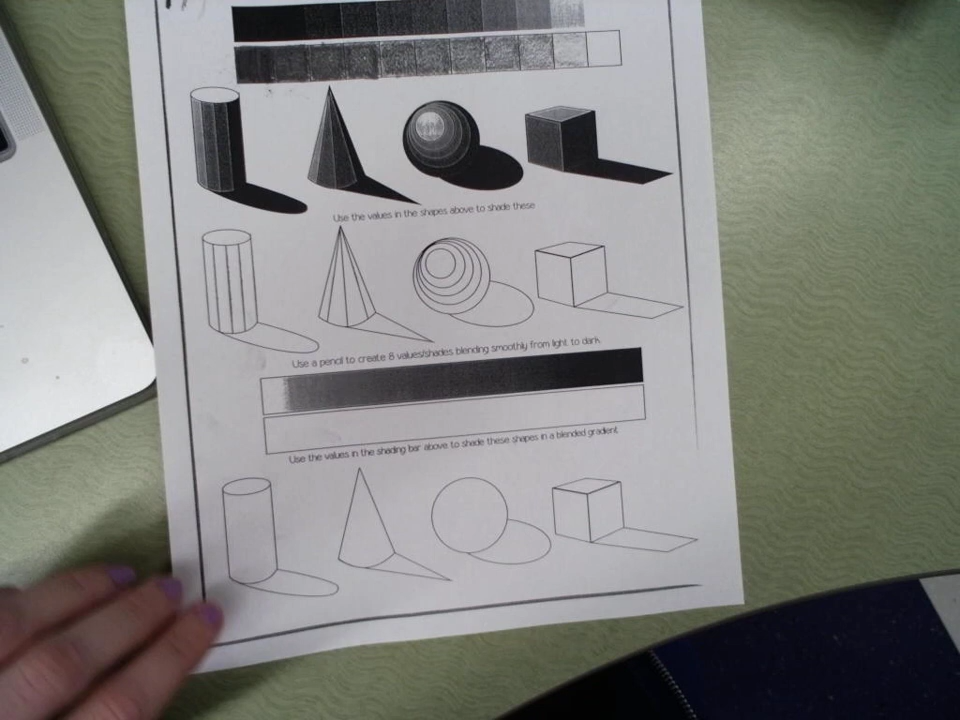 Use the values in the shapes above to shade these
Use a pencil to create 8 values/shades blending smoothly from light to dark.
Use the values in the shading bar above to shade these shapes in a blended gradient